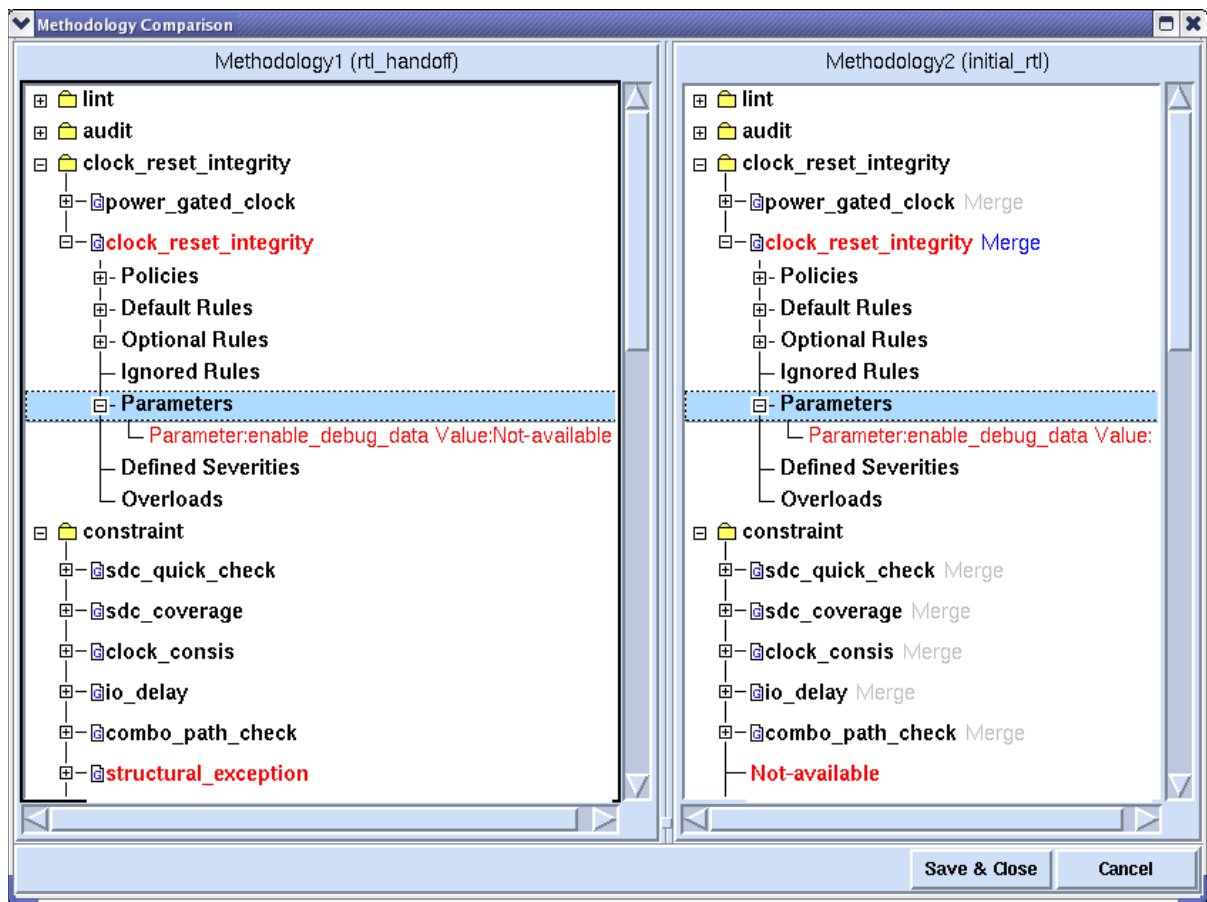 Methodology Comparison
Methodology1 (rtl_handoff)
lint
audit
clock_reset_integrity
power_gated_clock
clock_reset_integrity
Policies
Default Rules
Optional Rules
Ignored Rules
Parameters
Parameter:enable_debug_data Value:Not-available
Defined Severities
Overloads
constraint
sdc_quick_check
sdc_coverage
clock_consis
io_delay
combo_path_check
structural_exception
Methodology2 (initial_rtl)
lint
audit
clock_reset_integrity
power_gated_clock Merge
clock_reset_integrity Merge
Policies
Default Rules
Optional Rules
Ignored Rules
Parameters
Parameter:enable_debug_data Value:
Defined Severities
Overloads
constraint
sdc_quick_check Merge
sdc_coverage Merge
clock_consis Merge
io_delay Merge
combo_path_check Merge
Not-available
Save & Close Cancel